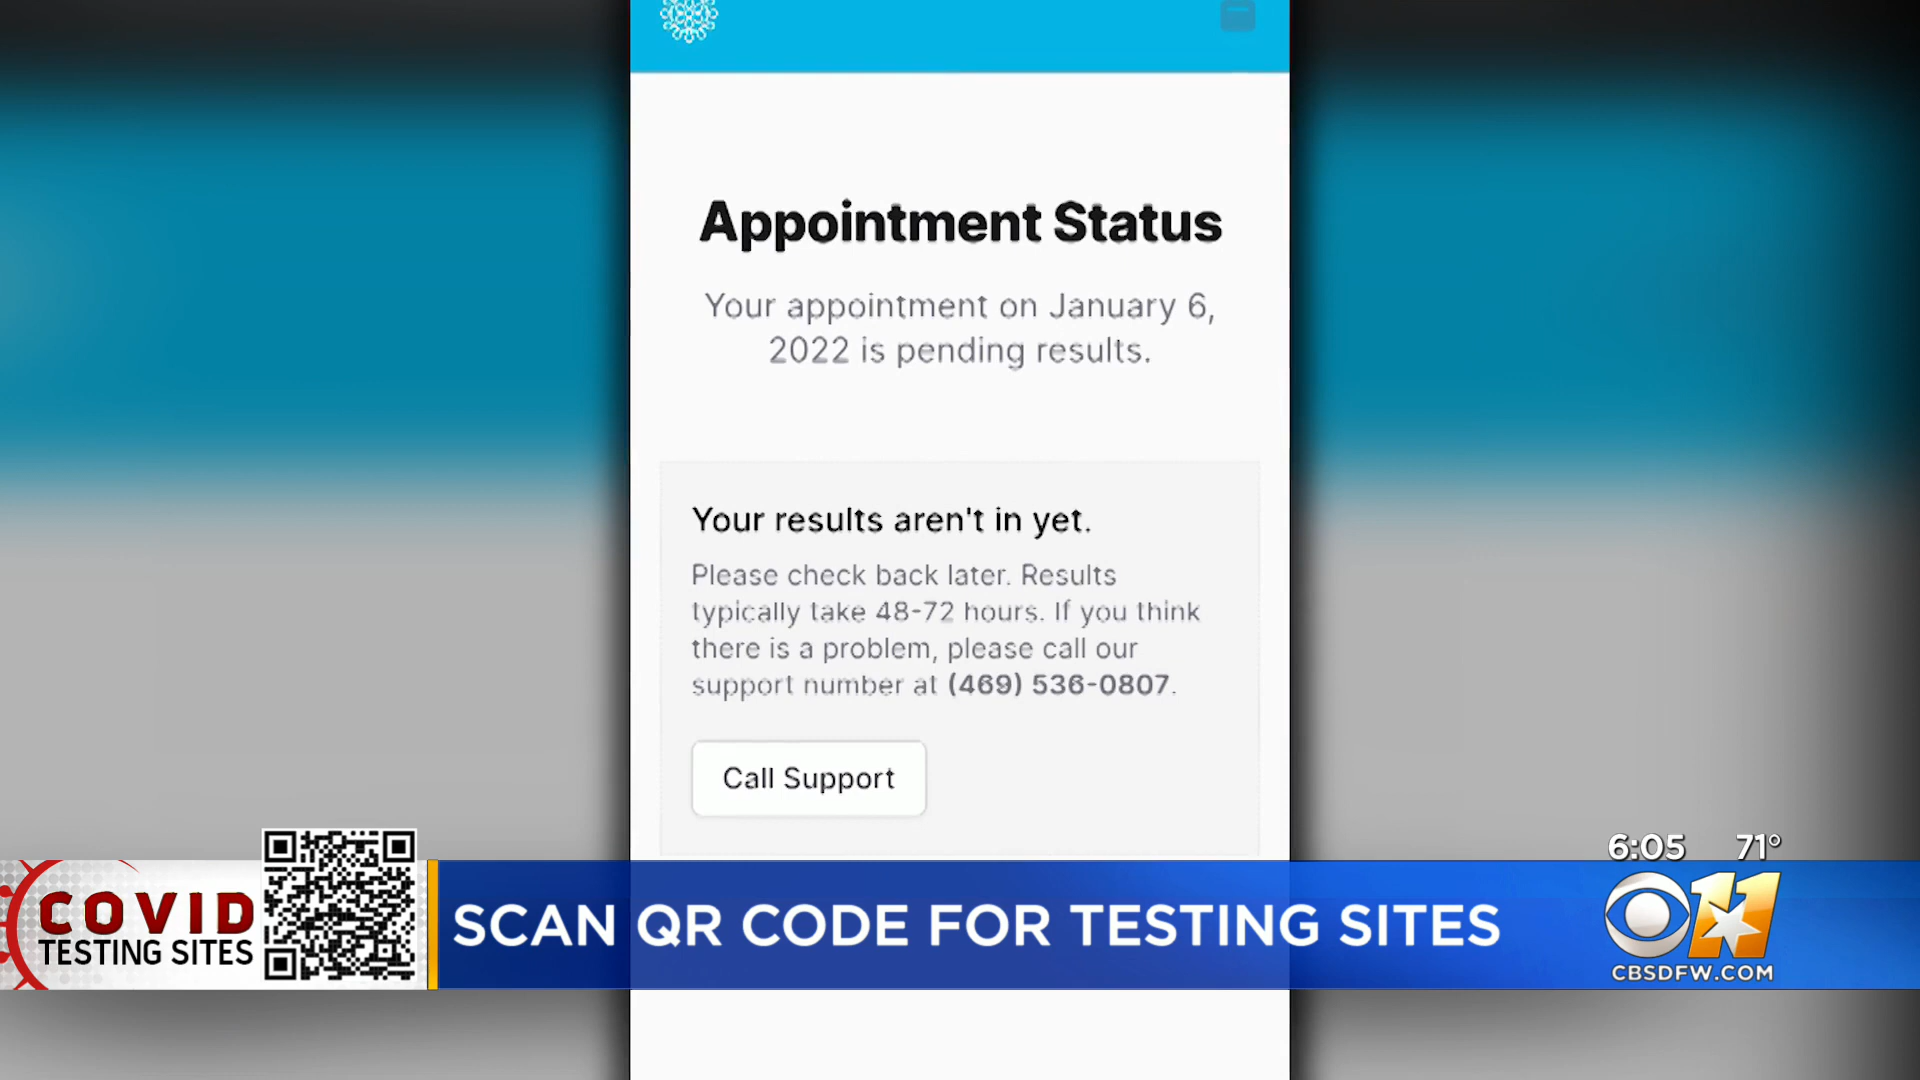 Appointment Status
Your appointment on January 6,
2022 is pending results.
Your results aren't in yet.
Please check back later. Results
typically take 48-72 hours. If you think
there is a problem, please call our
support number at (469) 536-0807.
Call Support
COVID
TESTING SITES
SCAN QR CODE FOR TESTING SITES
6:05 71°
11
CBSDFW.COM